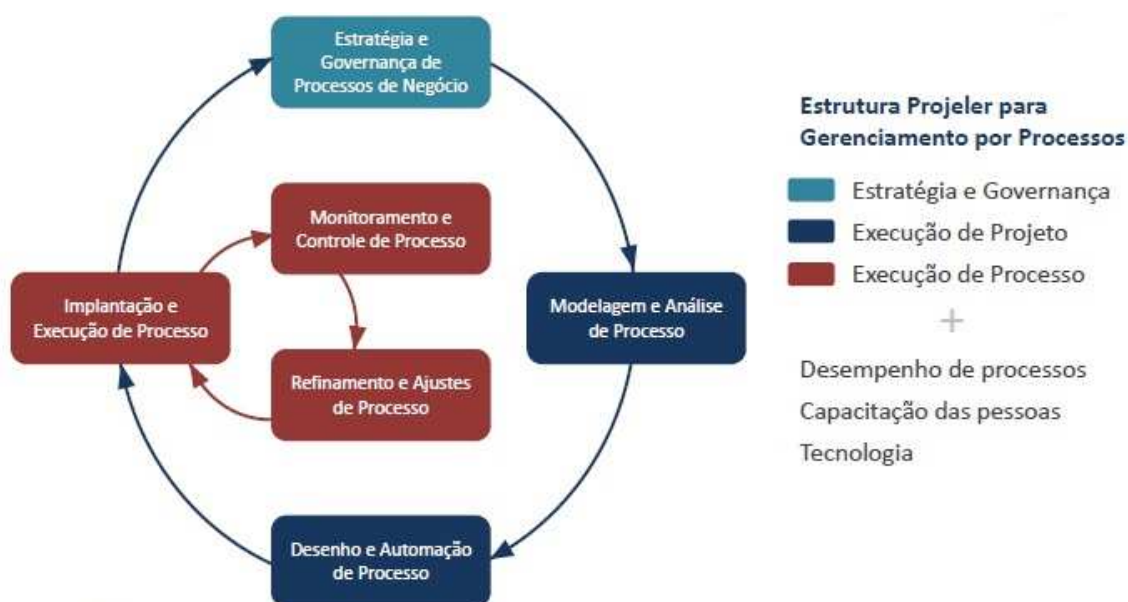 Estratégia e
Governança de
Processos de Negócio
Monitoramento e
Controle de Processo
Implantação e
Execução de Processo
Modelagem e Análise
de Processo
Refinamento e Ajustes
de Processo
Desenho e Automação
de Processo
Estrutura Projeler para
Gerenciamento por Processos
Estratégia e Governança
Execução de Projeto
Execução de Processo
+
Desempenho de processos
Capacitação das pessoas
Tecnologia